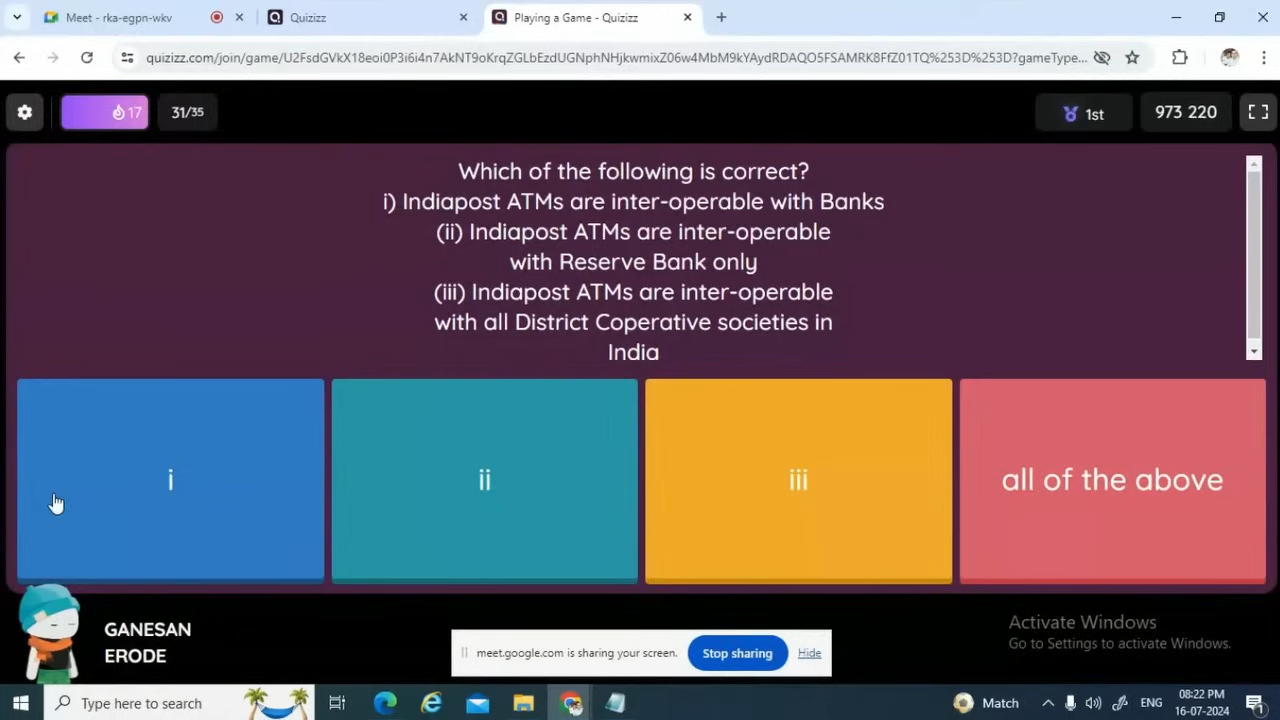 Meet - rka-egpn-wkv
Quizizz
Playing a Game - Quizizz
quizizz.com/join/game/U2FsdGVkX18eoi0P3i6i4n7AkNT9oKrqZGLbEzdUGNphNHjkwmixZ06w4MbM9kYAydRDAQO5FSAMRK8FfZ01TQ%253D%253D?gameType...
17
31/35
1st
973 220
Which of the following is correct?
i) Indiapost ATMs are inter-operable with Banks
(ii) Indiapost ATMs are inter-operable
with Reserve Bank only
(iii) Indiapost ATMs are inter-operable
with all District Coperative societies in
India
i
ii
iii
all of the above
GANESAN
ERODE
meet.google.com is sharing your screen.
Stop sharing
Hide
Activate Windows
Go to Settings to activate Windows.
Type here to search
Match
ENG
08:22 PM
16-07-2024
1